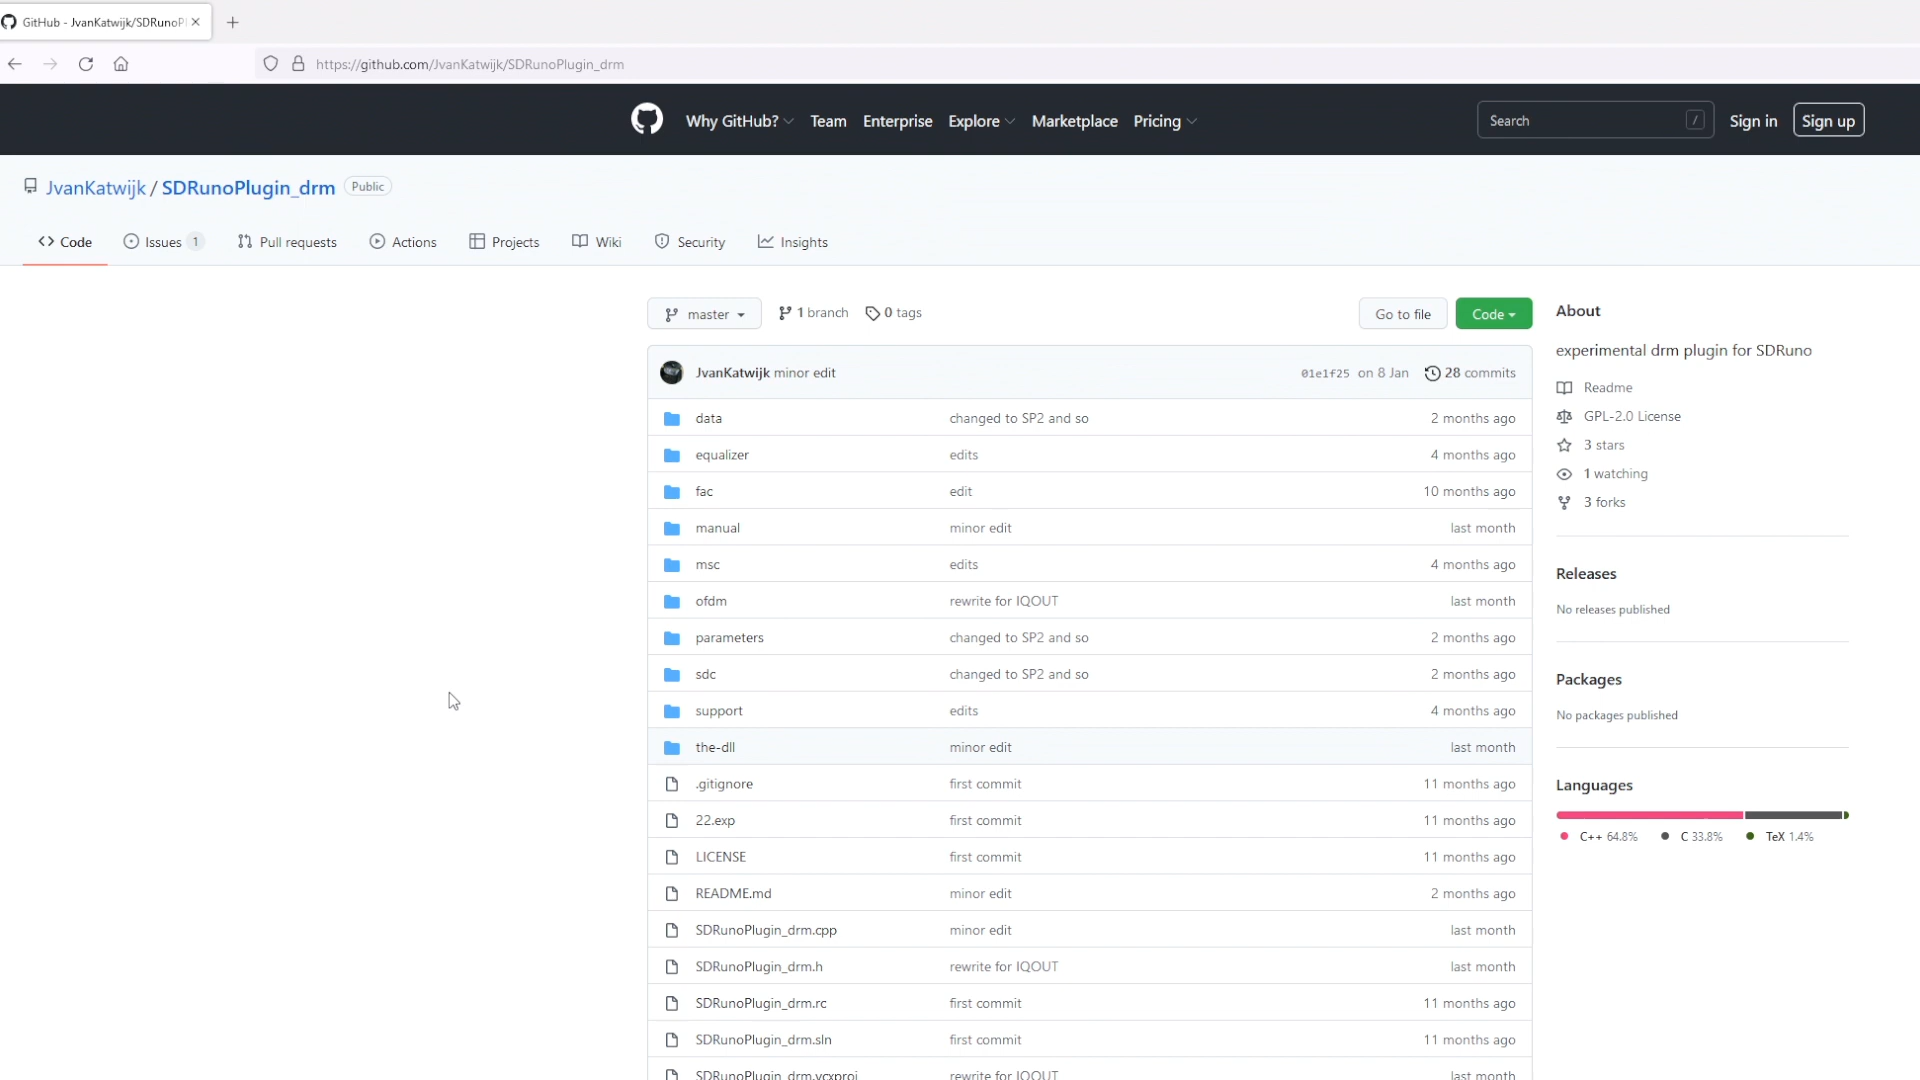 GitHub - JvanKatwijk/SDRunoPl
https://github.com/JvanKatwijk/SDRunoPlugin_drm
Why GitHub? Team Enterprise Explore Marketplace Pricing Search / Sign in Sign up
JvanKatwijk / SDRunoPlugin_drm Public
Code Issues 1 Pull requests Actions Projects Wiki Security Insights
master 1 branch 0 tags Go to file Code
JvanKatwijk minor edit 01e1f25 on 8 Jan 28 commits
data changed to SP2 and so 2 months ago
equalizer edits 4 months ago
fac edit 10 months ago
manual minor edit last month
msc edits 4 months ago
ofdm rewrite for IQOUT last month
parameters changed to SP2 and so 2 months ago
sdc changed to SP2 and so 2 months ago
support edits 4 months ago
the-dll minor edit last month
.gitignore first commit 11 months ago
22.exp first commit 11 months ago
LICENSE first commit 11 months ago
README.md minor edit 2 months ago
SDRunoPlugin_drm.cpp minor edit last month
SDRunoPlugin_drm.h rewrite for IQOUT last month
SDRunoPlugin_drm.rc first commit 11 months ago
SDRunoPlugin_drm.sln first commit 11 months ago
SDRunoPlugin_drm.vcxproj rewrite for IQOUT last month
About
experimental drm plugin for SDRuno
Readme
GPL-2.0 License
3 stars
1 watching
3 forks
Releases
No releases published
Packages
No packages published
Languages
C++ 64.8% C 33.8% TeX 1.4%